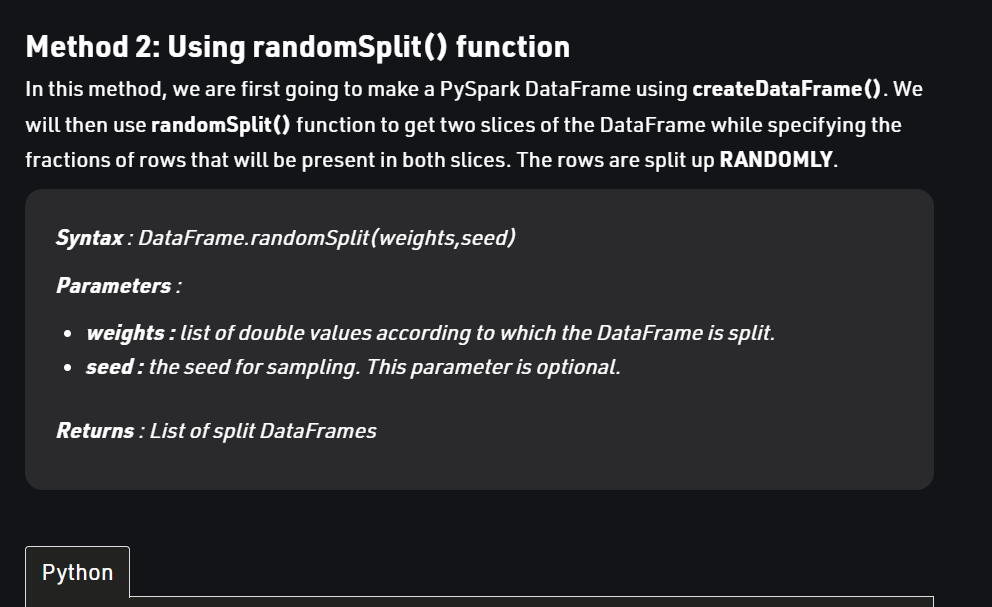 Method 2: Using randomSplit() function
In this method, we are first going to make a PySpark DataFrame using createDataFrame(). We
will then use randomSplit() function to get two slices of the DataFrame while specifying the
fractions of rows that will be present in both slices. The rows are split up RANDOMLY.
Syntax : DataFrame.randomSplit(weights,seed)
Parameters :
• weights : list of double values according to which the DataFrame is split.
• seed : the seed for sampling. This parameter is optional.
Returns : List of split DataFrames
Python